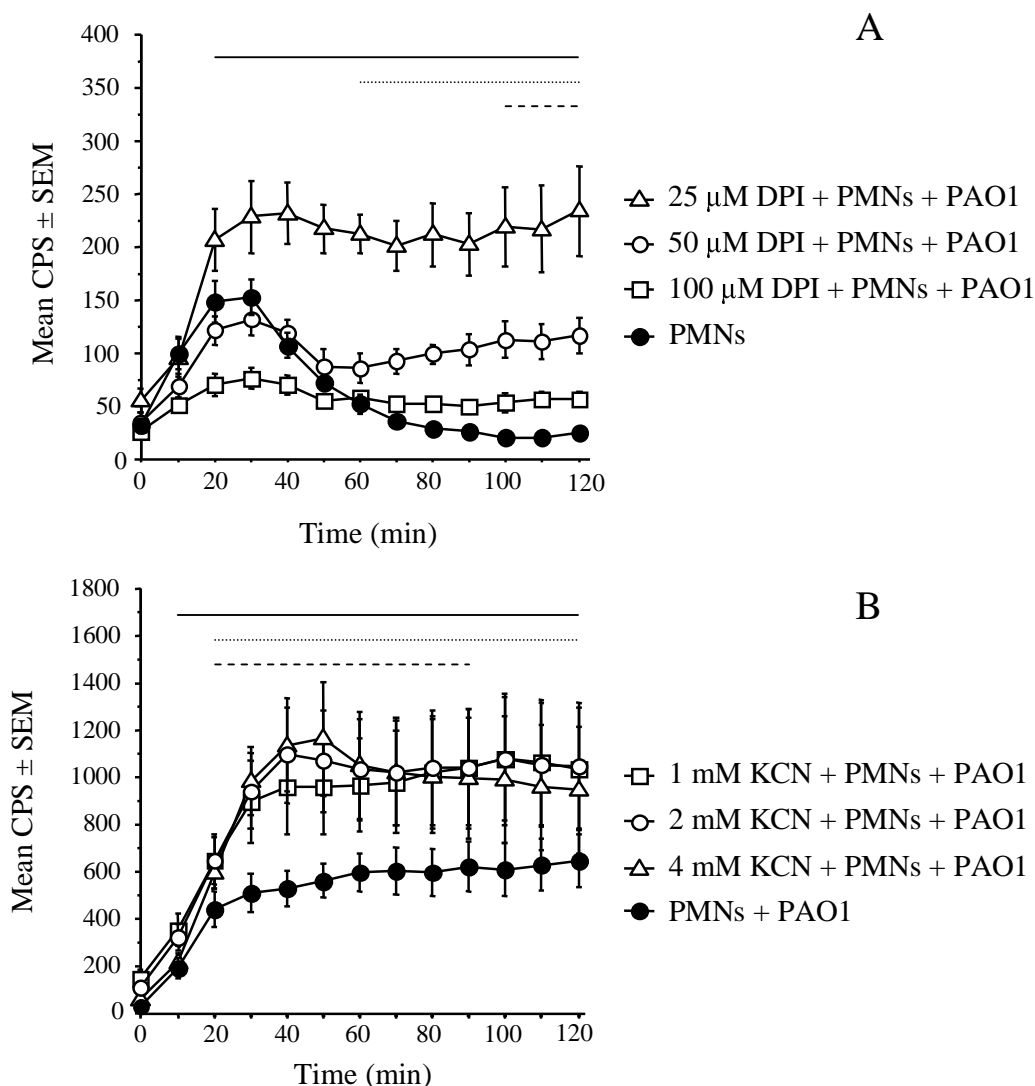 A
400
350
300
250
200
150
100
50
0
Mean CPS ± SEM
0 20 40 60 80 100 120
Time (min)
25 µM DPI + PMNs + PAO1
50 µM DPI + PMNs + PAO1
100 µM DPI + PMNs + PAO1
PMNs
B
1800
1600
1400
1200
1000
800
600
400
200
0
Mean CPS ± SEM
0 20 40 60 80 100 120
Time (min)
1 mM KCN + PMNs + PAO1
2 mM KCN + PMNs + PAO1
4 mM KCN + PMNs + PAO1
PMNs + PAO1